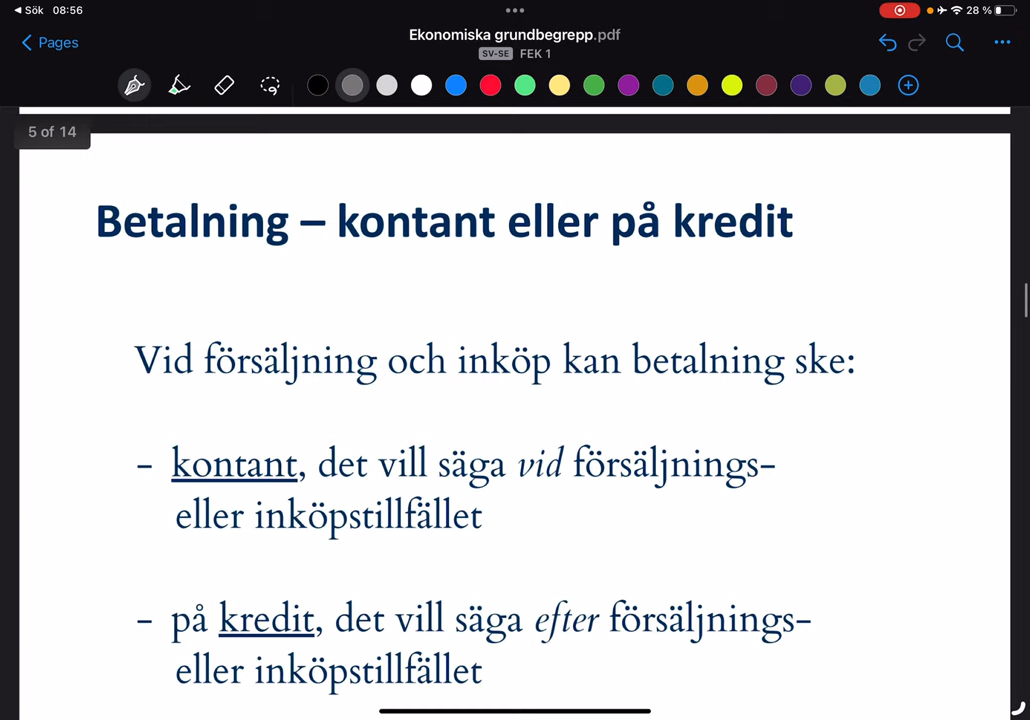 ◀ Sök 08:56
28 %
Pages
Ekonomiska grundbegrepp.pdf
SV-SE FEK 1
5 of 14
Betalning – kontant eller på kredit
Vid försäljning och inköp kan betalning ske:
- kontant, det vill säga vid försäljnings-
eller inköpstillfället
- på kredit, det vill säga efter försäljnings-
eller inköpstillfället